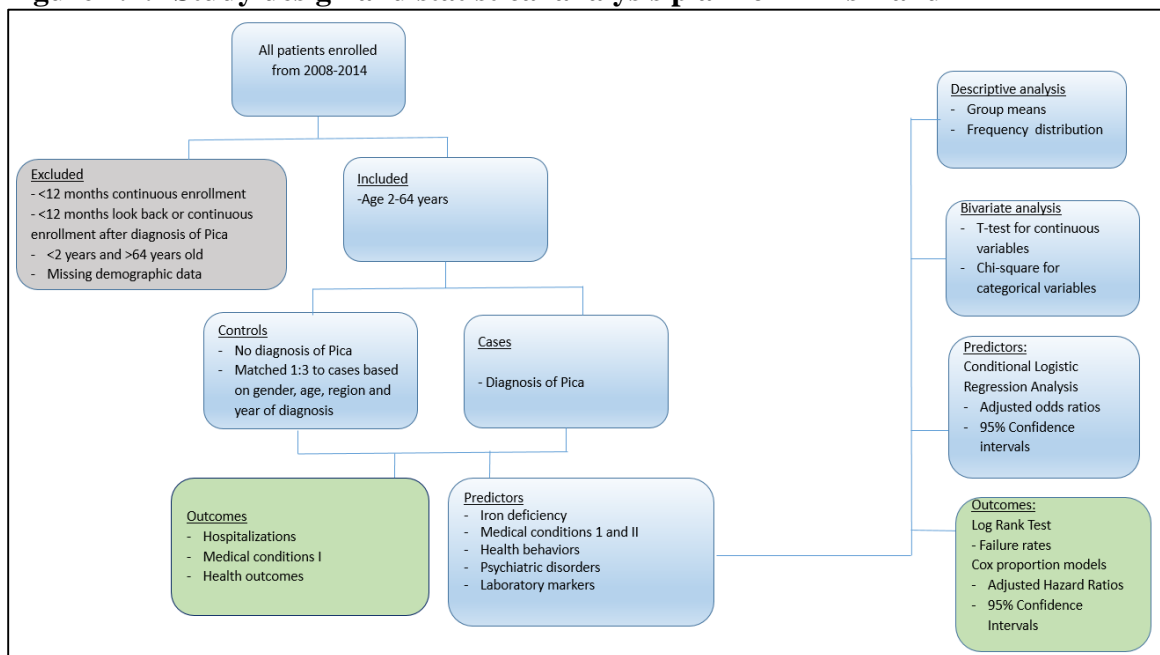 All patients enrolled
from 2008-2014
Excluded
- <12 months continuous enrollment
- <12 months look back or continuous
enrollment after diagnosis of Pica
- <2 years and >64 years old
- Missing demographic data
Included
-Age 2-64 years
Controls
- No diagnosis of Pica
- Matched 1:3 to cases based
on gender, age, region and
year of diagnosis
Cases
- Diagnosis of Pica
Outcomes
- Hospitalizations
- Medical conditions I
- Health outcomes
Predictors
- Iron deficiency
- Medical conditions 1 and II
- Health behaviors
- Psychiatric disorders
- Laboratory markers
Descriptive analysis
- Group means
- Frequency distribution
Bivariate analysis
- T-test for continuous
variables
- Chi-square for
categorical variables
Predictors:
Conditional Logistic
Regression Analysis
- Adjusted odds ratios
- 95% Confidence
intervals
Outcomes:
Log Rank Test
- Failure rates
Cox proportion models
- Adjusted Hazard Ratios
- 95% Confidence
Intervals